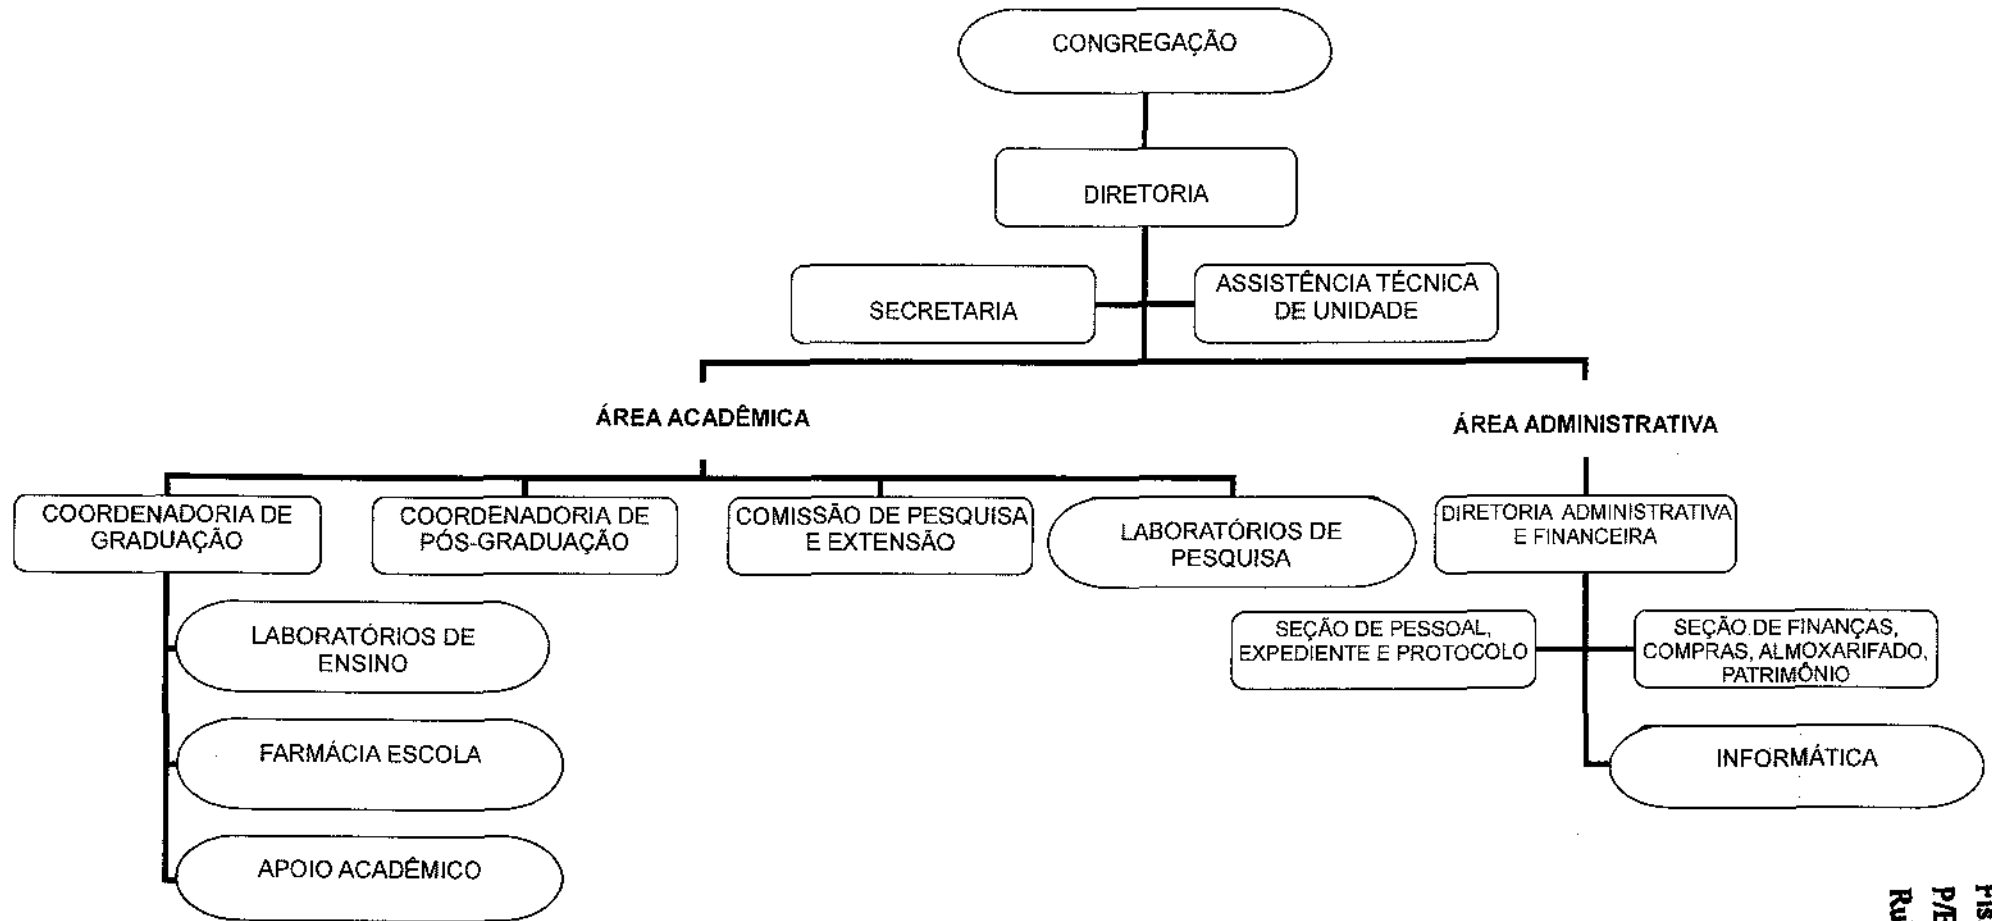 CONGREGAÇÃO
DIRETORIA
SECRETARIA
ASSISTÊNCIA TÉCNICA
DE UNIDADE
ÁREA ACADÊMICA
ÁREA ADMINISTRATIVA
COORDENADORIA DE
GRADUAÇÃO
COORDENADORIA DE
PÓS-GRADUAÇÃO
COMISSÃO DE PESQUISA
E EXTENSÃO
LABORATÓRIOS DE
PESQUISA
DIRETORIA ADMINISTRATIVA
E FINANCEIRA
LABORATÓRIOS DE
ENSINO
FARMÁCIA ESCOLA
APOIO ACADÊMICO
SEÇÃO DE PESSOAL,
EXPEDIENTE E PROTOCOLO
SEÇÃO DE FINANÇAS,
COMPRAS, ALMOXARIFADO,
PATRIMÔNIO
INFORMÁTICA